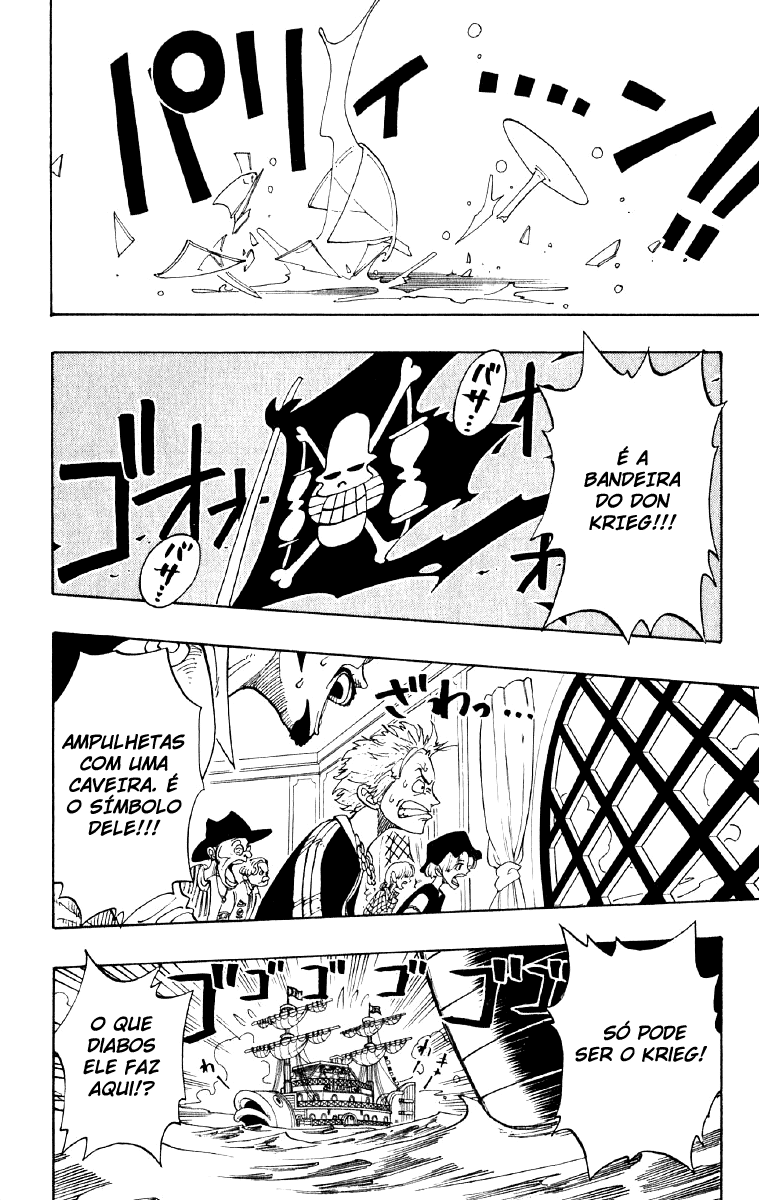 パリィ……ン!!
É A
BANDEIRA
DO DON
KRIEG!!!
バサ…
ゴオオオ
バサ…
ざわっ…
AMPULHETAS
COM UMA
CAVEIRA. É
O SÍMBOLO
DELE!!!
SÓ PODE
SER O KRIEG!
ゴゴゴゴゴゴ
O QUE
DIABOS
ELE FAZ
AQUI!?